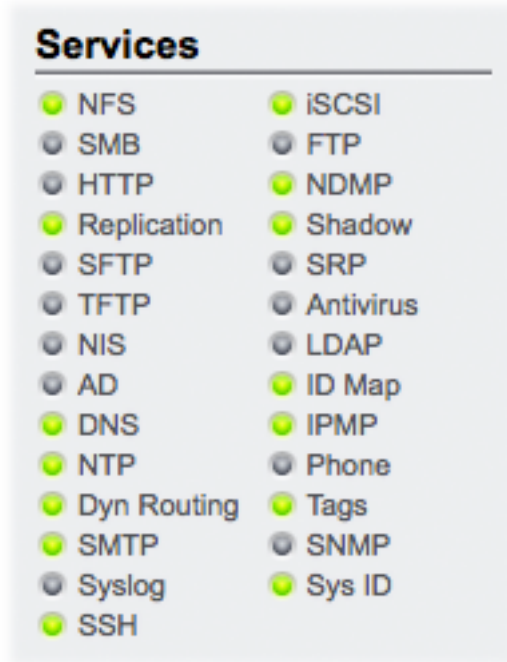 Services
NFS iSCSI
SMB FTP
HTTP NDMP
Replication Shadow
SFTP SRP
TFTP Antivirus
NIS LDAP
AD ID Map
DNS IPMP
NTP Phone
Dyn Routing Tags
SMTP SNMP
Syslog Sys ID
SSH